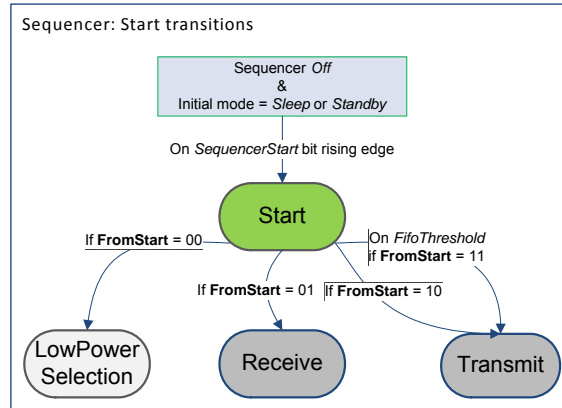 Sequencer: Start transitions
Sequencer Off
&
Initial mode = Sleep or Standby
On SequencerStart bit rising edge
Start
If FromStart = 00
On FifoThreshold
if FromStart = 11
If FromStart = 01
If FromStart = 10
LowPower
Selection
Receive
Transmit